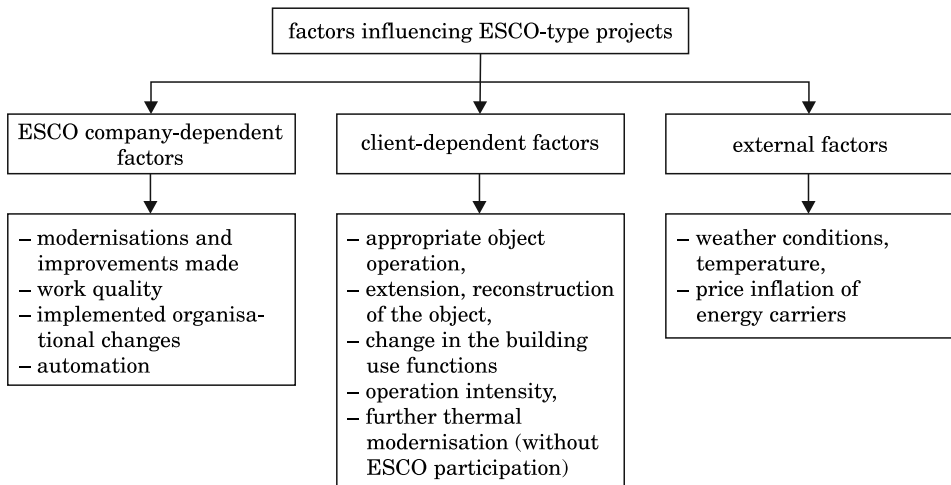 factors influencing ESCO-type projects
ESCO company-dependent
factors
– modernisations and
improvements made
– work quality
– implemented organisa-
tional changes
– automation
client-dependent factors
– appropriate object
operation,
– extension, reconstruction
of the object,
– change in the building
use functions
– operation intensity,
– further thermal
modernisation (without
ESCO participation)
external factors
– weather conditions,
temperature,
– price inflation of
energy carriers